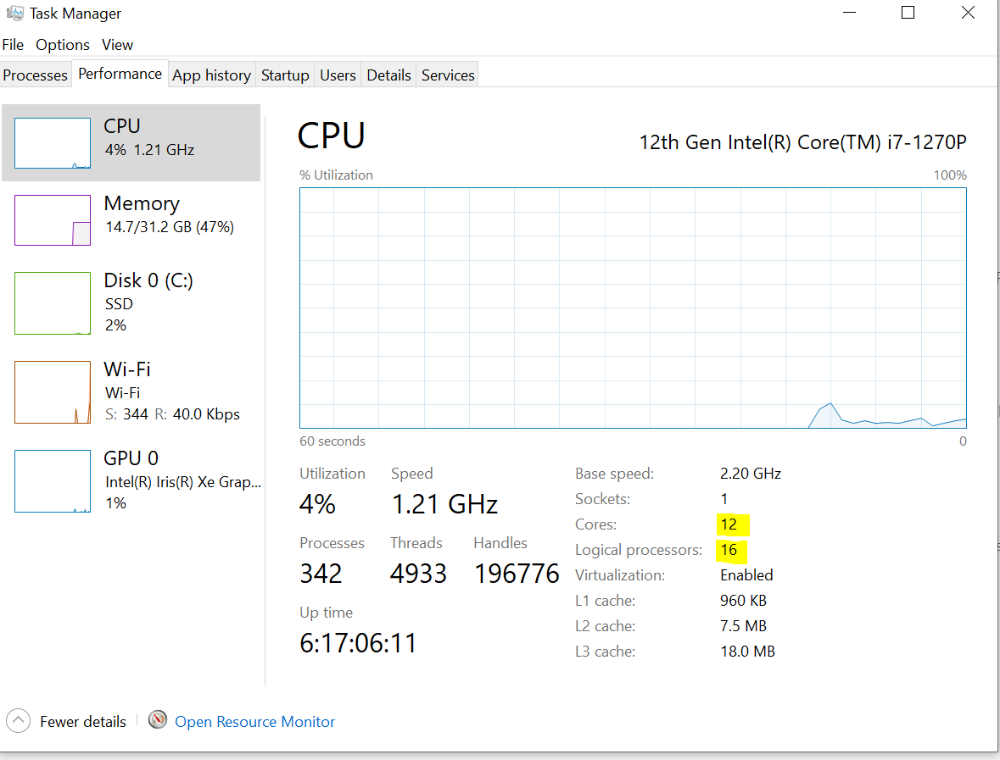 Task Manager
File Options View
Processes Performance App history Startup Users Details Services
CPU
4% 1.21 GHz
Memory
14.7/31.2 GB (47%)
Disk 0 (C:)
SSD
2%
Wi-Fi
Wi-Fi
S: 344 R: 40.0 Kbps
GPU 0
Intel(R) Iris(R) Xe Grap...
1%
CPU 12th Gen Intel(R) Core(TM) i7-1270P
% Utilization 100%
60 seconds 0
Utilization Speed
4% 1.21 GHz
Processes Threads Handles
342 4933 196776
Up time
6:17:06:11
Base speed: 2.20 GHz
Sockets: 1
Cores: 12
Logical processors: 16
Virtualization: Enabled
L1 cache: 960 KB
L2 cache: 7.5 MB
L3 cache: 18.0 MB
Fewer details Open Resource Monitor